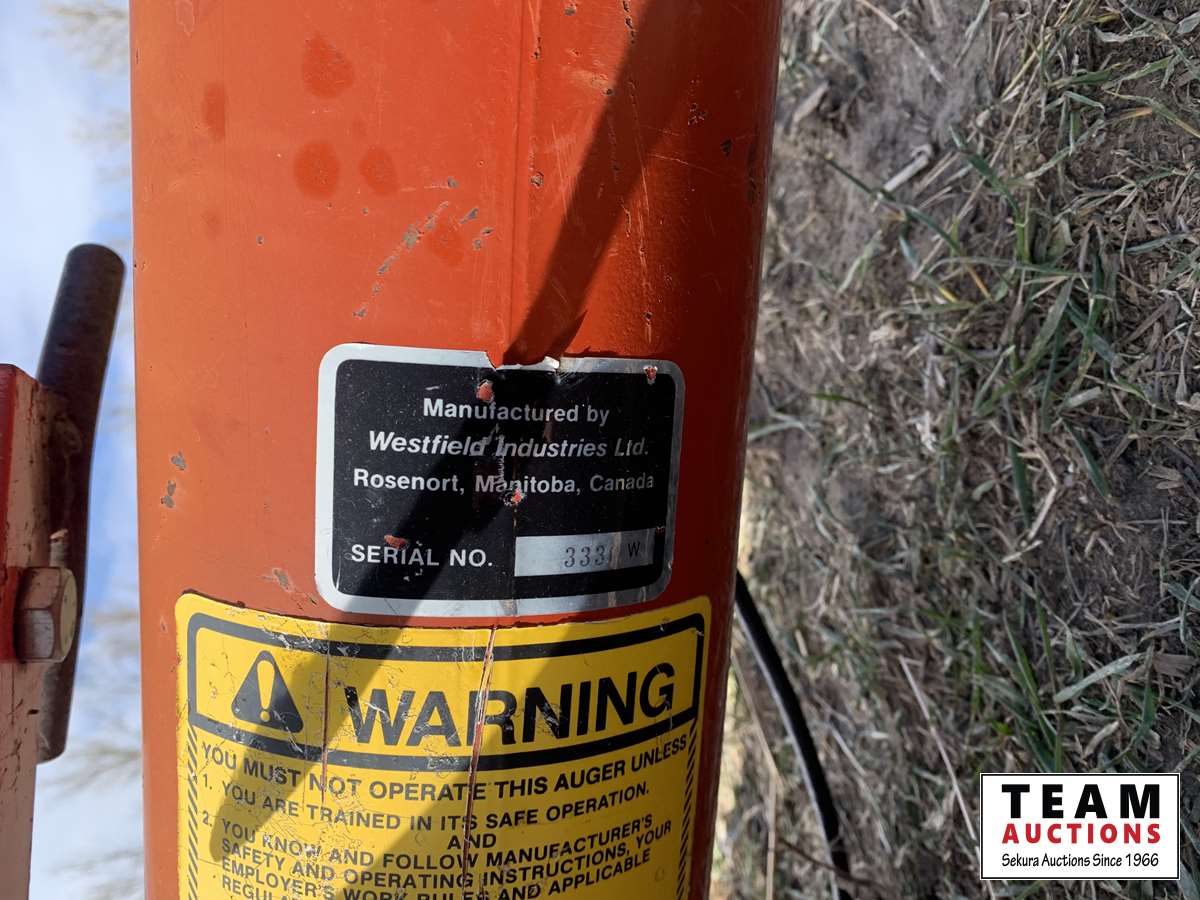 Manufactured by
Westfield Industries Ltd.
Rosenort, Manitoba, Canada
SERIAL NO. W
WARNING
YOU MUST NOT OPERATE THIS AUGER UNLESS
1. YOU ARE TRAINED IN ITS SAFE OPERATION.
AND
2. YOU KNOW AND FOLLOW MANUFACTURER'S
SAFETY AND OPERATING INSTRUCTIONS, YOUR
EMPLOYER'S WORK RULES AND APPLICABLE
TEAM
AUCTIONS
Sekura Auctions Since 1966